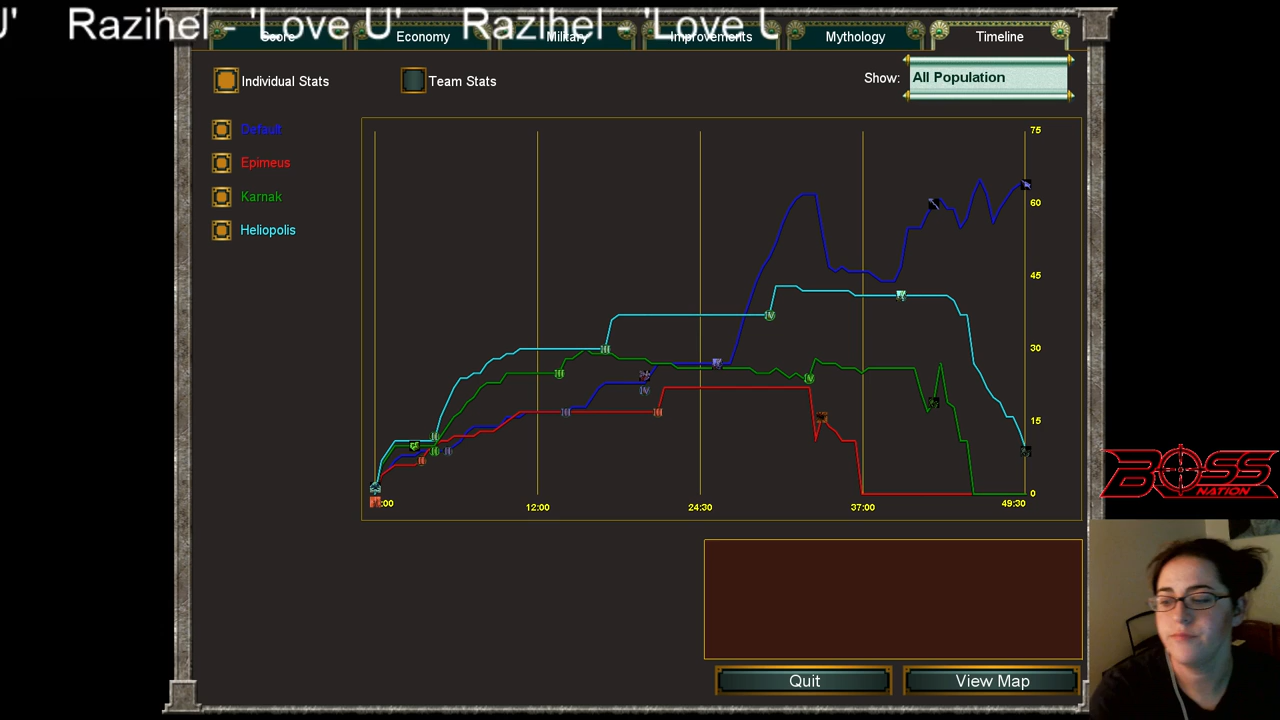 U'   Razihel - 'Love U'   Razihel - 'Love U
Score   Economy   Military   Improvements   Mythology   Timeline
Individual Stats   Team Stats   Show: All Population
Default
Epimeus
Karnak
Heliopolis
75
60
45
30
15
0
:00   12:00   24:30   37:00   49:30
BOSS
NATION
Quit   View Map